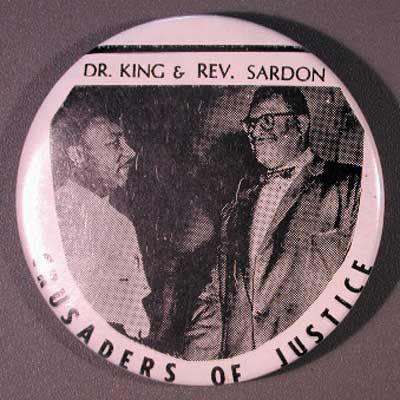 DR. KING & REV. SARDON
CRUSADERS OF JUSTICE